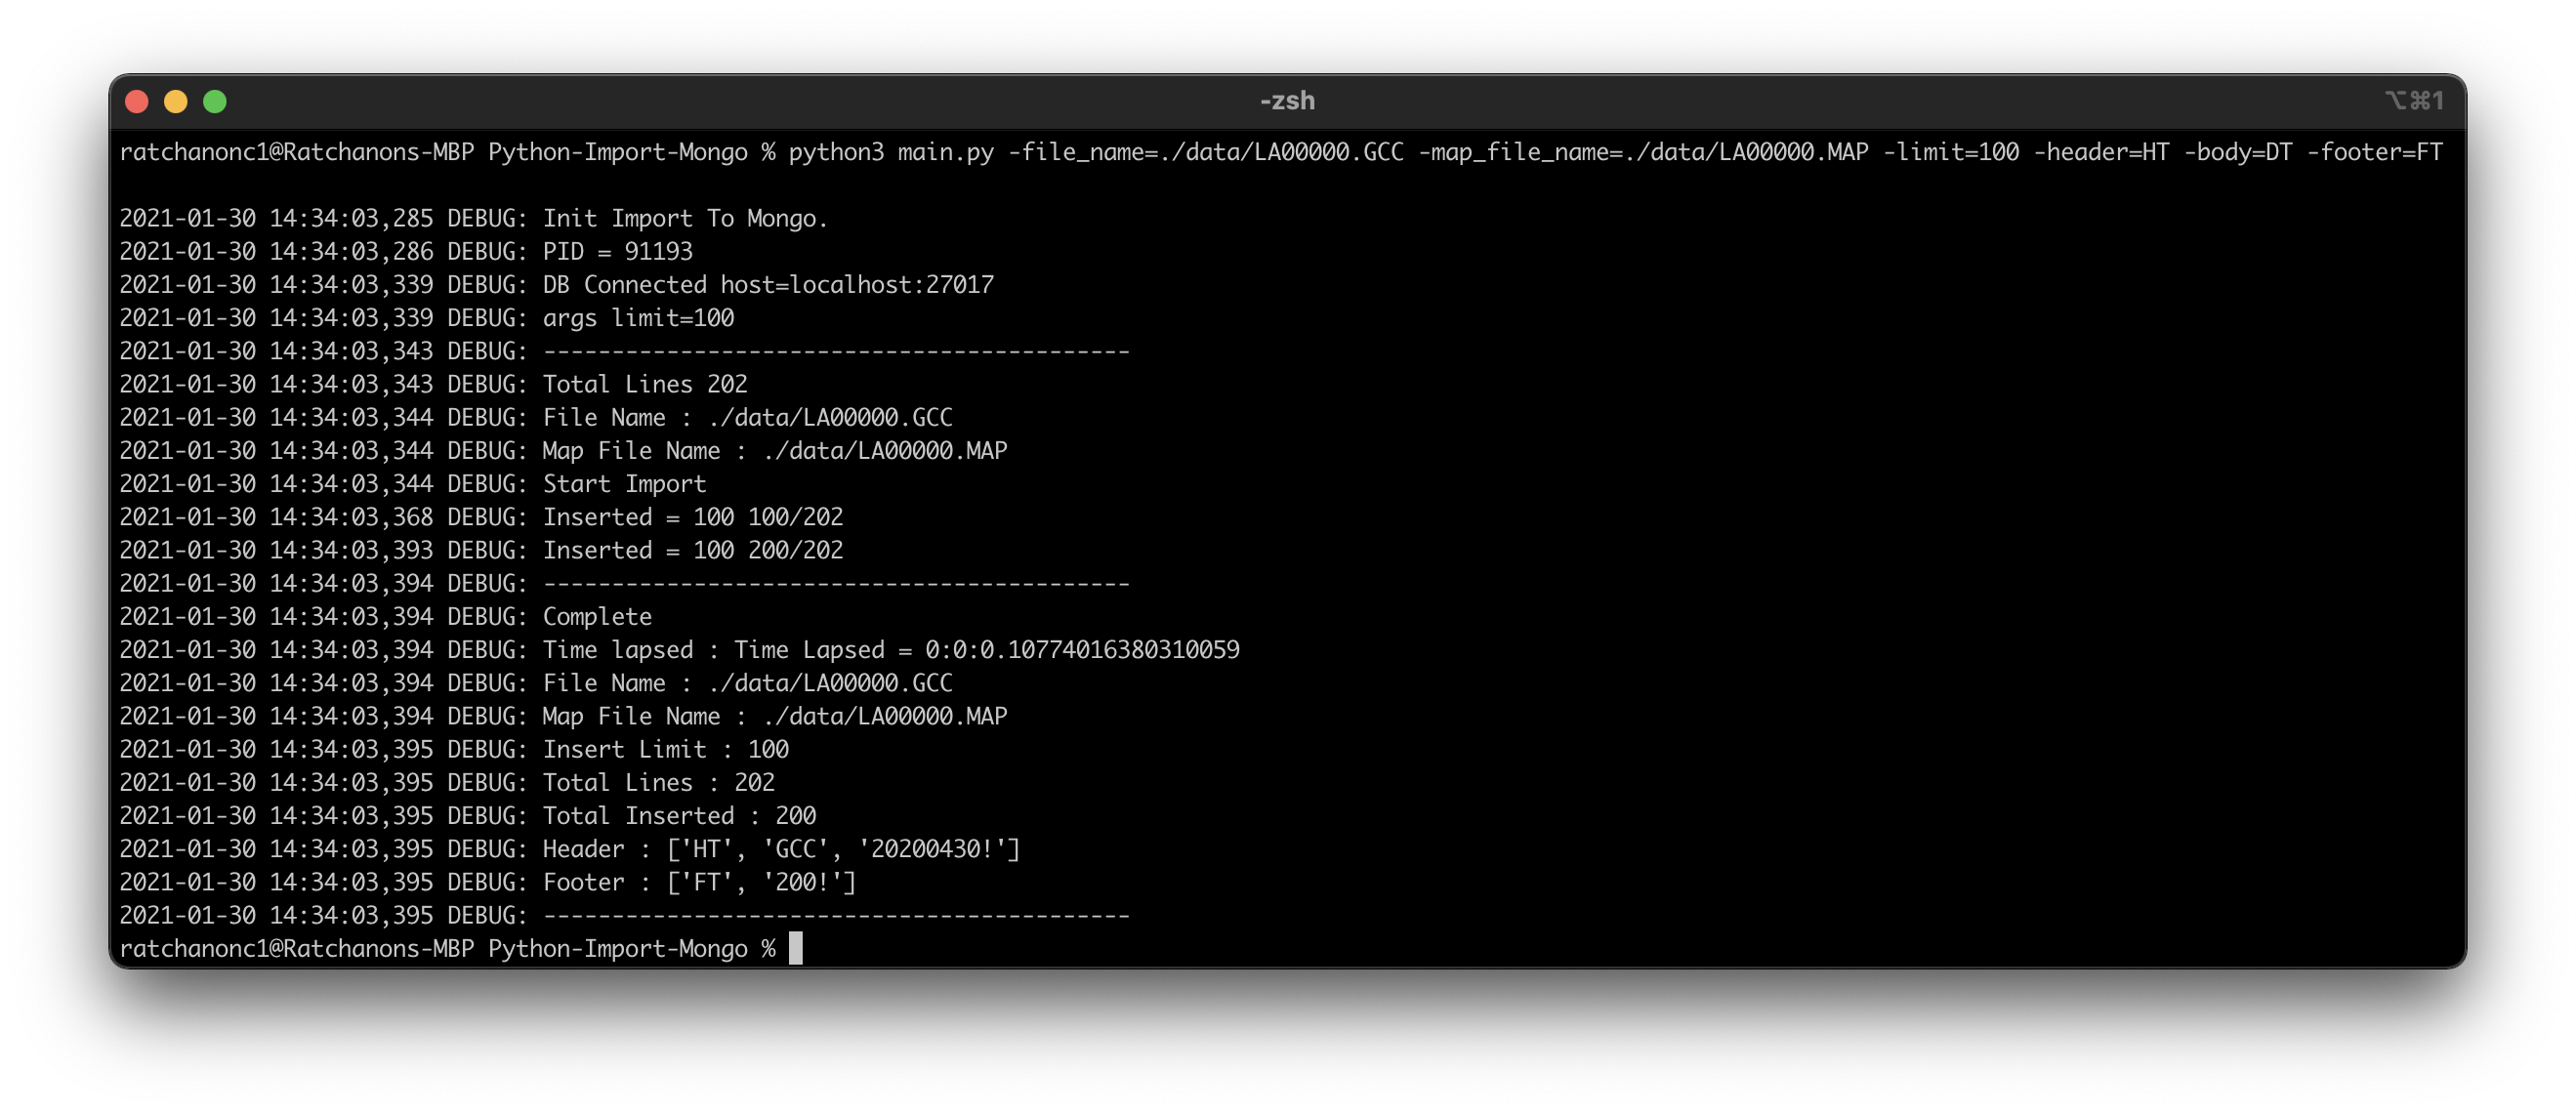 -zsh
⌥⌘1
ratchanonc1@Ratchanons-MBP Python-Import-Mongo % python3 main.py -file_name=./data/LA00000.GCC -map_file_name=./data/LA00000.MAP -limit=100 -header=HT -body=DT -footer=FT
2021-01-30 14:34:03,285 DEBUG: Init Import To Mongo.
2021-01-30 14:34:03,286 DEBUG: PID = 91193
2021-01-30 14:34:03,339 DEBUG: DB Connected host=localhost:27017
2021-01-30 14:34:03,339 DEBUG: args limit=100
2021-01-30 14:34:03,343 DEBUG: -------------------------------------------
2021-01-30 14:34:03,343 DEBUG: Total Lines 202
2021-01-30 14:34:03,344 DEBUG: File Name : ./data/LA00000.GCC
2021-01-30 14:34:03,344 DEBUG: Map File Name : ./data/LA00000.MAP
2021-01-30 14:34:03,344 DEBUG: Start Import
2021-01-30 14:34:03,368 DEBUG: Inserted = 100 100/202
2021-01-30 14:34:03,393 DEBUG: Inserted = 100 200/202
2021-01-30 14:34:03,394 DEBUG: -------------------------------------------
2021-01-30 14:34:03,394 DEBUG: Complete
2021-01-30 14:34:03,394 DEBUG: Time lapsed : Time Lapsed = 0:0:0.10774016380310059
2021-01-30 14:34:03,394 DEBUG: File Name : ./data/LA00000.GCC
2021-01-30 14:34:03,394 DEBUG: Map File Name : ./data/LA00000.MAP
2021-01-30 14:34:03,395 DEBUG: Insert Limit : 100
2021-01-30 14:34:03,395 DEBUG: Total Lines : 202
2021-01-30 14:34:03,395 DEBUG: Total Inserted : 200
2021-01-30 14:34:03,395 DEBUG: Header : ['HT', 'GCC', '20200430!']
2021-01-30 14:34:03,395 DEBUG: Footer : ['FT', '200!']
2021-01-30 14:34:03,395 DEBUG: -------------------------------------------
ratchanonc1@Ratchanons-MBP Python-Import-Mongo %